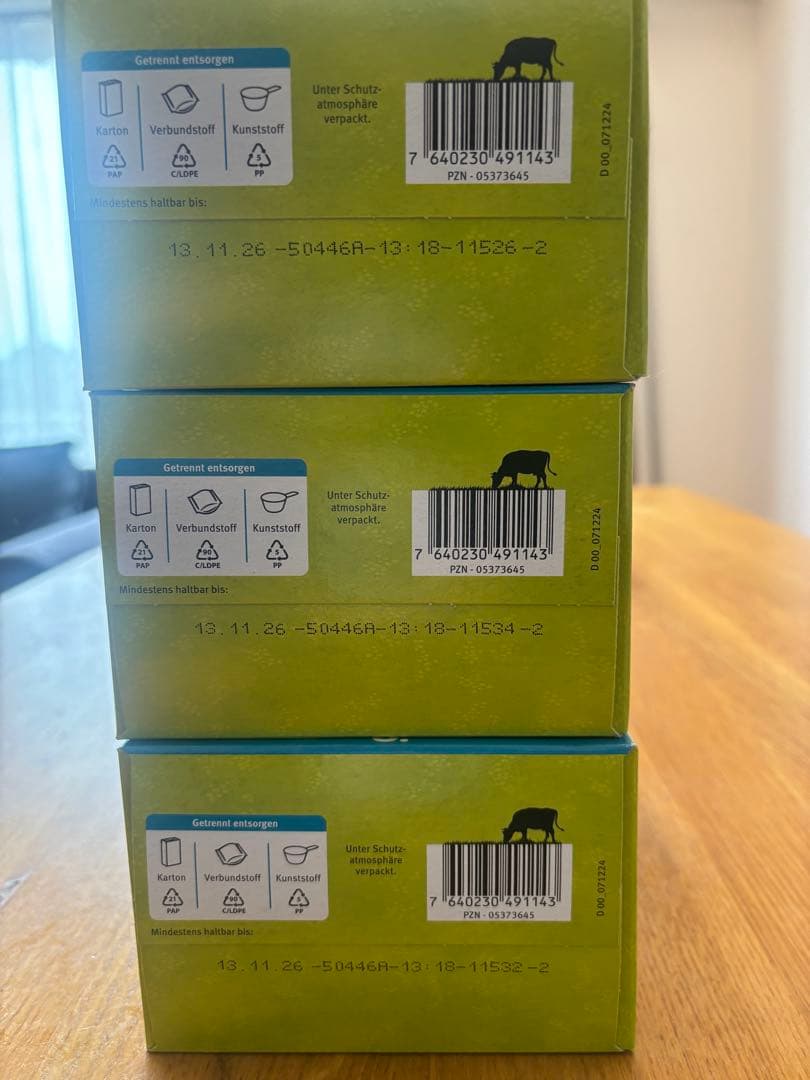 Getrennt entsorgen
Karton Verbundstoff Kunststoff
21 90 5
PAP C/LDPE PP
Unter Schutz-
atmosphäre
verpackt.
7 640230 491143
PZN - 05373645
D 00_071224
Mindestens haltbar bis:
13.11.26 -50446A-13:18-11526-2
Getrennt entsorgen
Karton Verbundstoff Kunststoff
21 90 5
PAP C/LDPE PP
Unter Schutz-
atmosphäre
verpackt.
7 640230 491143
PZN - 05373645
D 00_071224
Mindestens haltbar bis:
13.11.26 -50446A-13:18-11534-2
Getrennt entsorgen
Karton Verbundstoff Kunststoff
21 90 5
PAP C/LDPE PP
Unter Schutz-
atmosphäre
verpackt.
7 640230 491143
PZN - 05373645
D 00_071224
Mindestens haltbar bis:
13.11.26 -50446A-13:18-11532-2